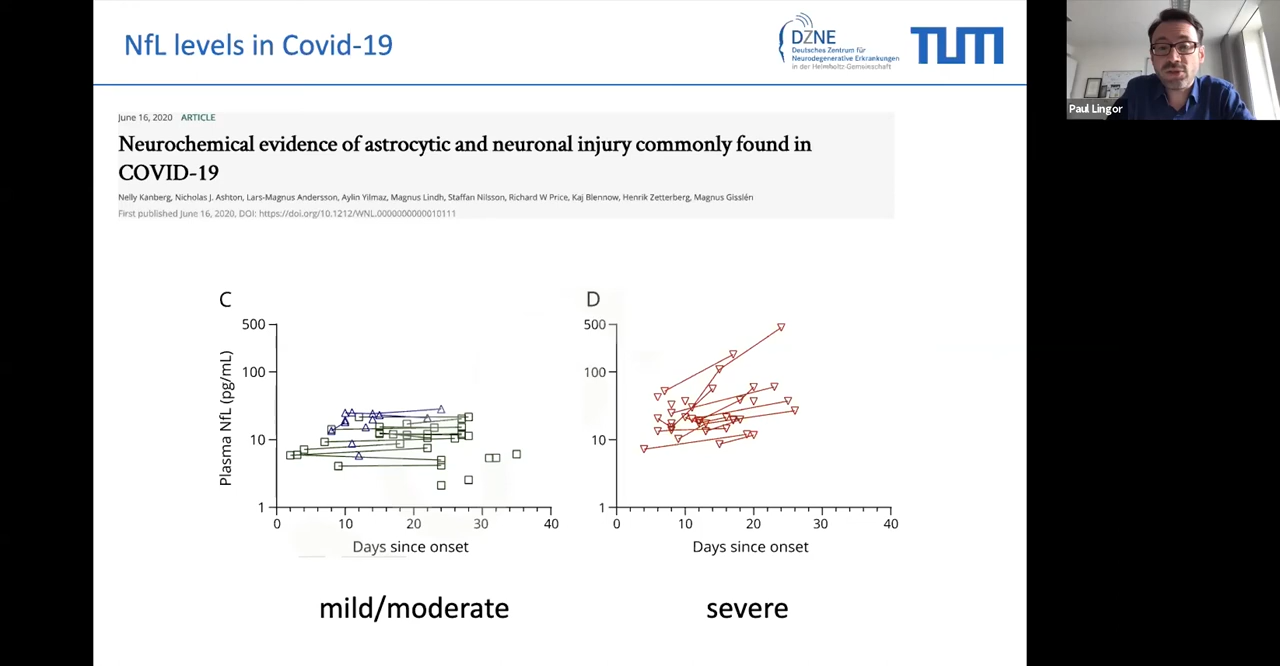 NfL levels in Covid-19
DZNE
Deutsches Zentrum für
Neurodegenerative Erkrankungen
in der Helmholtz-Gemeinschaft
TUM
Paul Lingor
June 16, 2020 ARTICLE
Neurochemical evidence of astrocytic and neuronal injury commonly found in
COVID-19
Nelly Kanberg, Nicholas J. Ashton, Lars-Magnus Andersson, Aylin Yilmaz, Magnus Lindh, Staffan Nilsson, Richard W Price, Kaj Blennow, Henrik Zetterberg, Magnus Gisslén
First published June 16, 2020, DOI: https://doi.org/10.1212/WNL.0000000000010111
C
Plasma NfL (pg/mL)
500
100
10
1
0 10 20 30 40
Days since onset
mild/moderate
D
500
100
10
1
0 10 20 30 40
Days since onset
severe